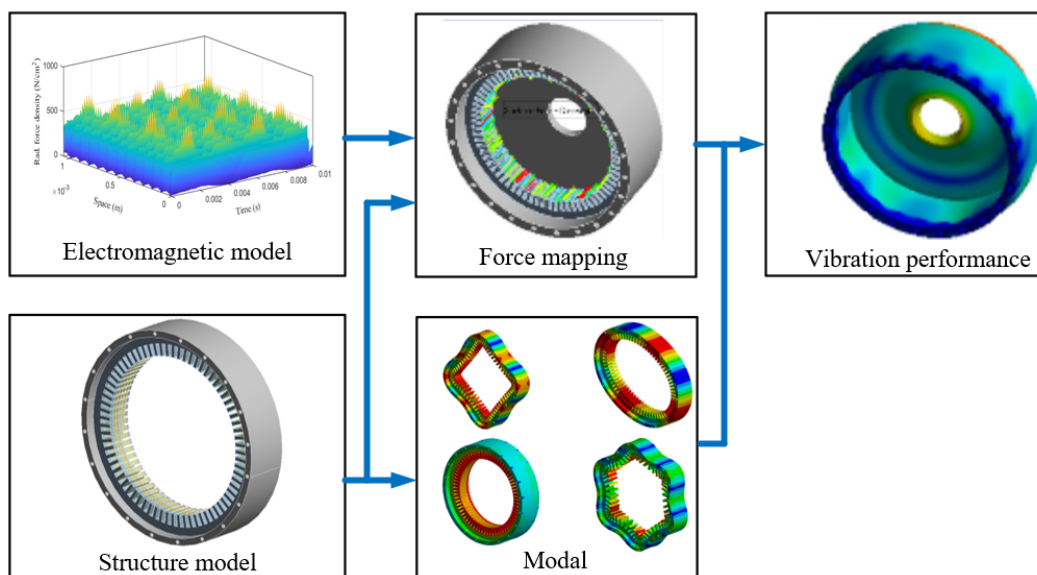 Rad. force density (N/cm²)
1000
500
0
1
×10⁻³
0.5
Space (m)
0
0
0.002
0.004
0.006
0.008
0.01
Time (s)
Electromagnetic model
Force mapping
Vibration performance
Structure model
Modal